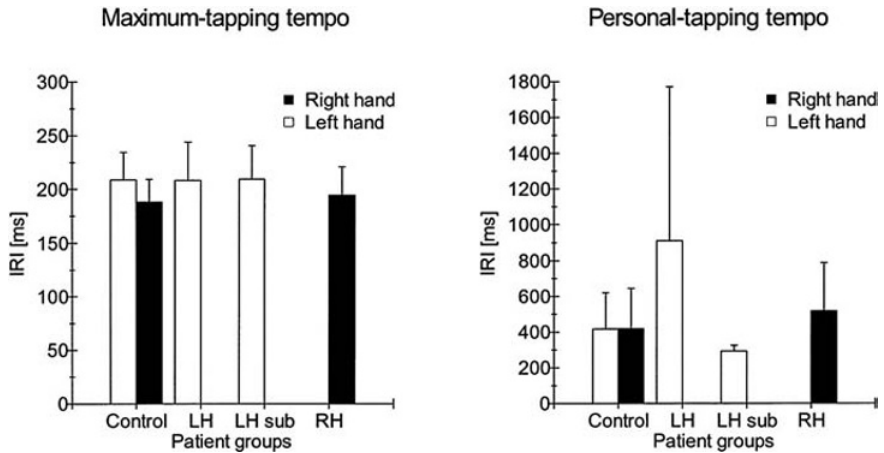 Maximum-tapping tempo
300
250
200
150
100
50
0
IRI [ms]
Right hand
Left hand
Control LH LH sub RH
Patient groups
Personal-tapping tempo
1800
1600
1400
1200
1000
800
600
400
200
0
IRI [ms]
Right hand
Left hand
Control LH LH sub RH
Patient groups